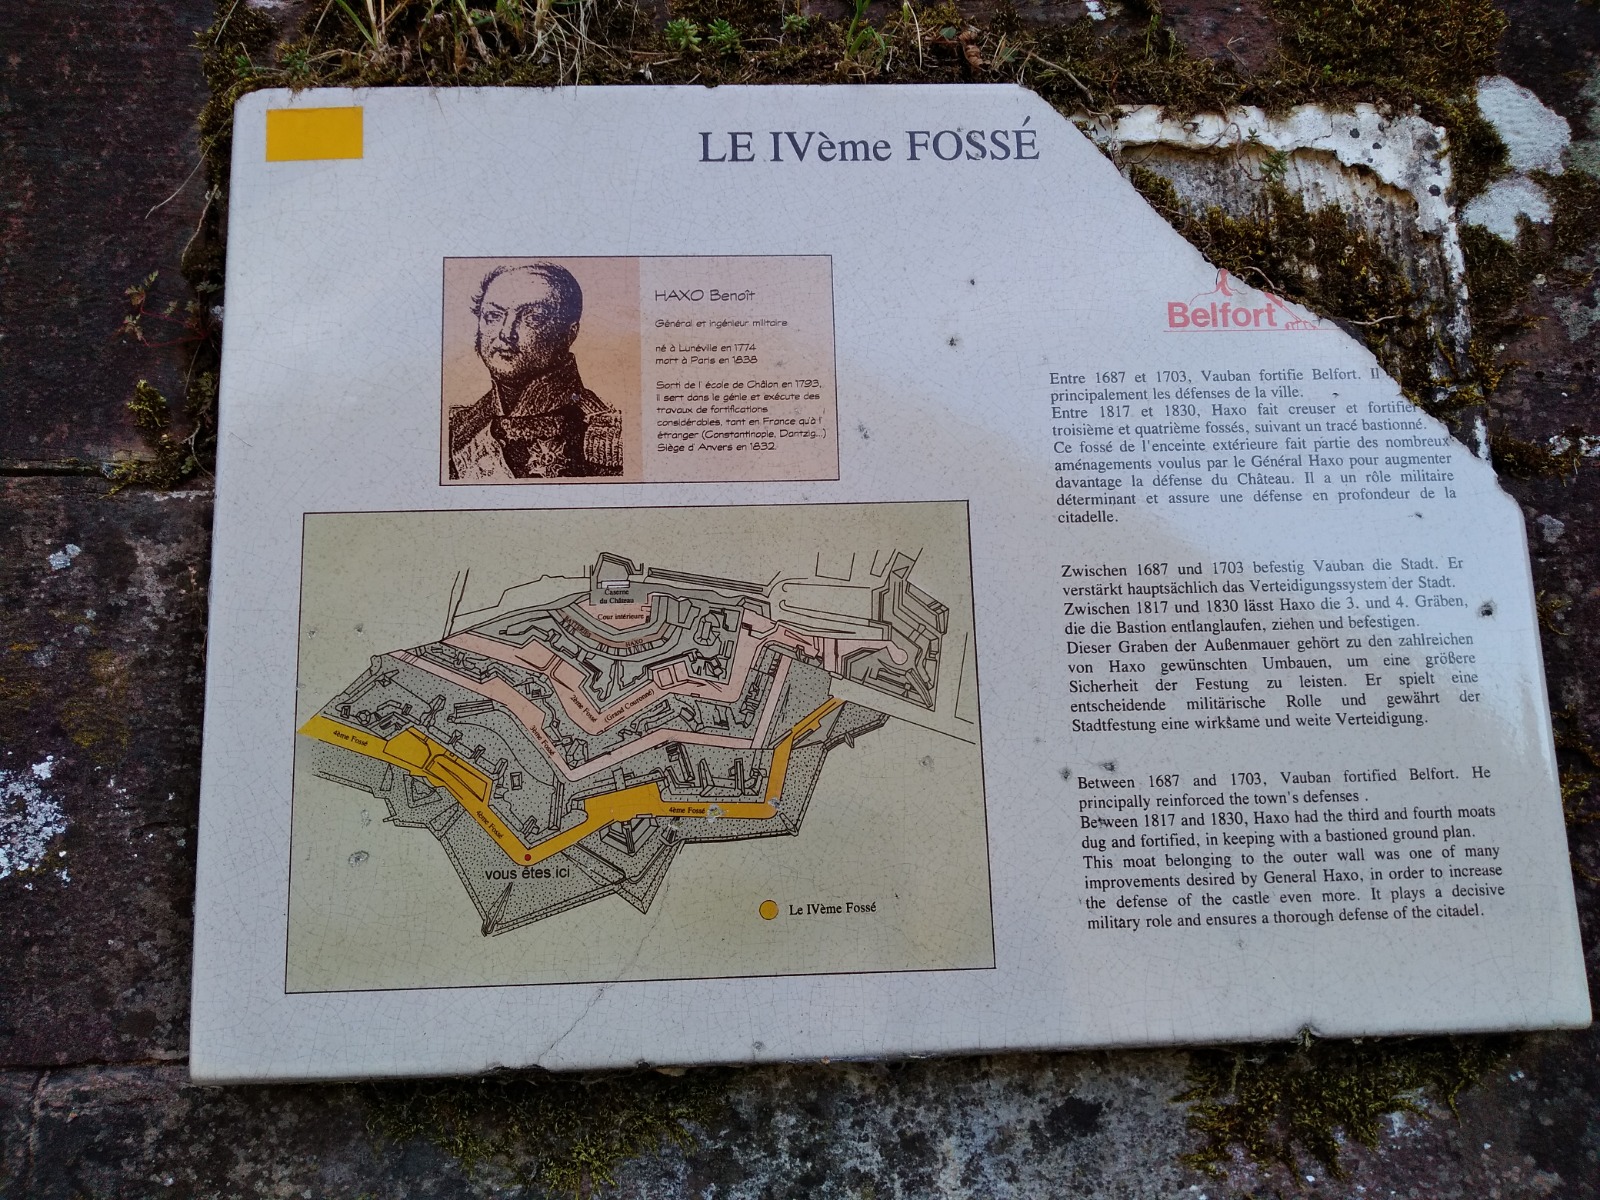 LE IVème FOSSÉ
HAXO Benoît
Général et ingénieur militaire
né à Lunéville en 1774
mort à Paris en 1838
Sorti de l'école de Châlon en 1793,
il sert dans le génie et exécute des
travaux de fortifications
considérables, tant en France qu'à l'
étranger (Constantinople, Dantzig...)
Siège d'Anvers en 1832
Belfort
Entre 1687 et 1703, Vauban fortifie Belfort. Il
principalement les défenses de la ville.
Entre 1817 et 1830, Haxo fait creuser et fortifier
troisième et quatrième fossés, suivant un tracé bastionné.
Ce fossé de l'enceinte extérieure fait partie des nombreux
aménagements voulus par le Général Haxo pour augmenter
davantage la défense du Château. Il a un rôle militaire
déterminant et assure une défense en profondeur de la
citadelle.
Zwischen 1687 und 1703 befestig Vauban die Stadt. Er
verstärkt hauptsächlich das Verteidigungssystem der Stadt.
Zwischen 1817 und 1830 lässt Haxo die 3. und 4. Gräben,
die die Bastion entlanglaufen, ziehen und befestigen.
Dieser Graben der Außenmauer gehört zu den zahlreichen
von Haxo gewünschten Umbauen, um eine größere
Sicherheit der Festung zu leisten. Er spielt eine
entscheidende militärische Rolle und gewährt der
Stadtfestung eine wirksame und weite Verteidigung.
Between 1687 and 1703, Vauban fortified Belfort. He
principally reinforced the town's defenses .
Between 1817 and 1830, Haxo had the third and fourth moats
dug and fortified, in keeping with a bastioned ground plan.
This moat belonging to the outer wall was one of many
improvements desired by General Haxo, in order to increase
the defense of the castle even more. It plays a decisive
military role and ensures a thorough defense of the citadel.
Caserne
du Château
Cour intérieure
BATTERIE HAXO
2ème Fossé (Grand Couronné)
3ème Fossé
4ème Fossé
4ème Fossé
4ème Fossé
vous êtes ici
Le IVème Fossé